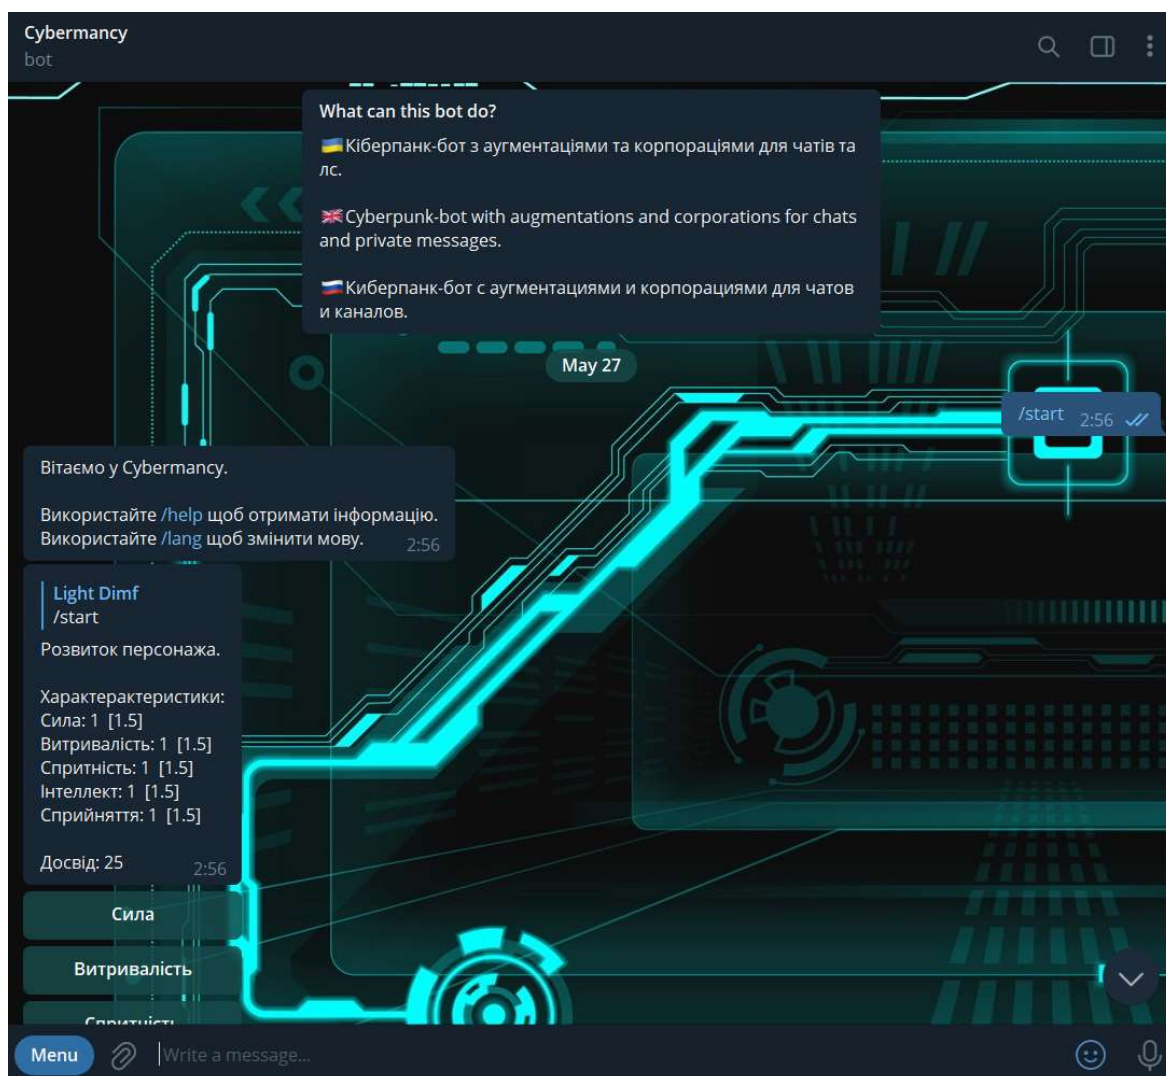 Cybermancy
bot
What can this bot do?
🇺🇦Кіберпанк-бот з аугментаціями та корпораціями для чатів та
лс.
🇬🇧Cyberpunk-bot with augmentations and corporations for chats
and private messages.
🇷🇺Киберпанк-бот с аугментациями и корпорациями для чатов
и каналов.
May 27
/start 2:56
Вітаємо у Cybermancy.
Використайте /help щоб отримати інформацію.
Використайте /lang щоб змінити мову. 2:56
Light Dimf
/start
Розвиток персонажа.
Характерактеристики:
Сила: 1 [1.5]
Витривалість: 1 [1.5]
Спритність: 1 [1.5]
Інтеллект: 1 [1.5]
Сприйняття: 1 [1.5]
Досвід: 25 2:56
Сила
Витривалість
Спритність
Menu Write a message...